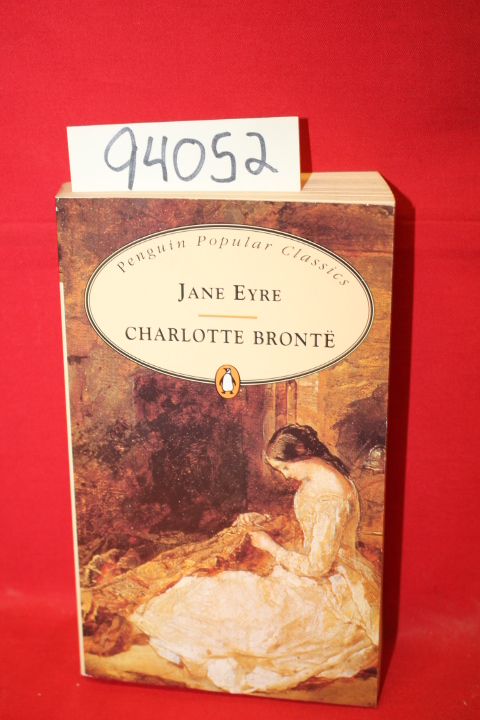 94052
Penguin Popular Classics
JANE EYRE
CHARLOTTE BRONTË